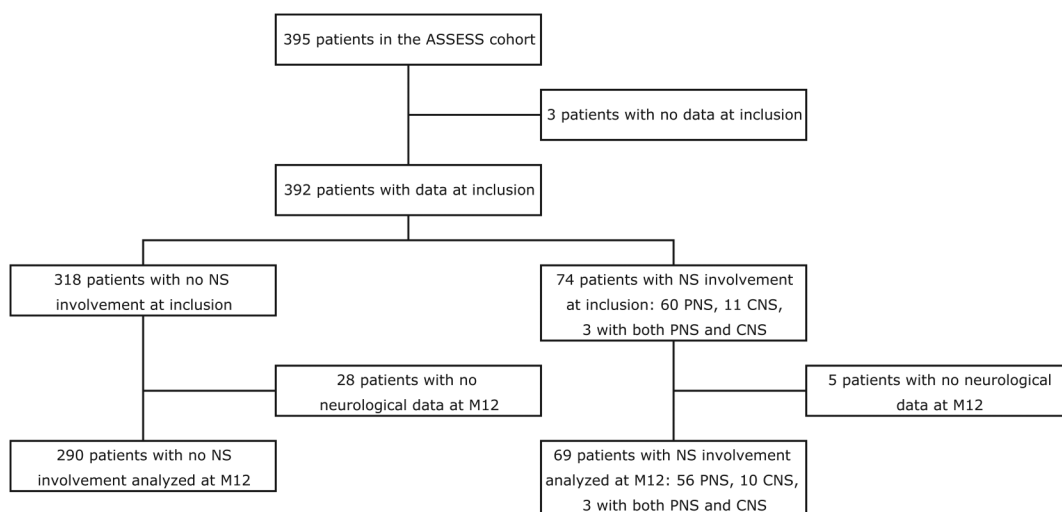 395 patients in the ASSESS cohort
3 patients with no data at inclusion
392 patients with data at inclusion
318 patients with no NS
involvement at inclusion
74 patients with NS involvement
at inclusion: 60 PNS, 11 CNS,
3 with both PNS and CNS
28 patients with no
neurological data at M12
5 patients with no neurological
data at M12
290 patients with no NS
involvement analyzed at M12
69 patients with NS involvement
analyzed at M12: 56 PNS, 10 CNS,
3 with both PNS and CNS